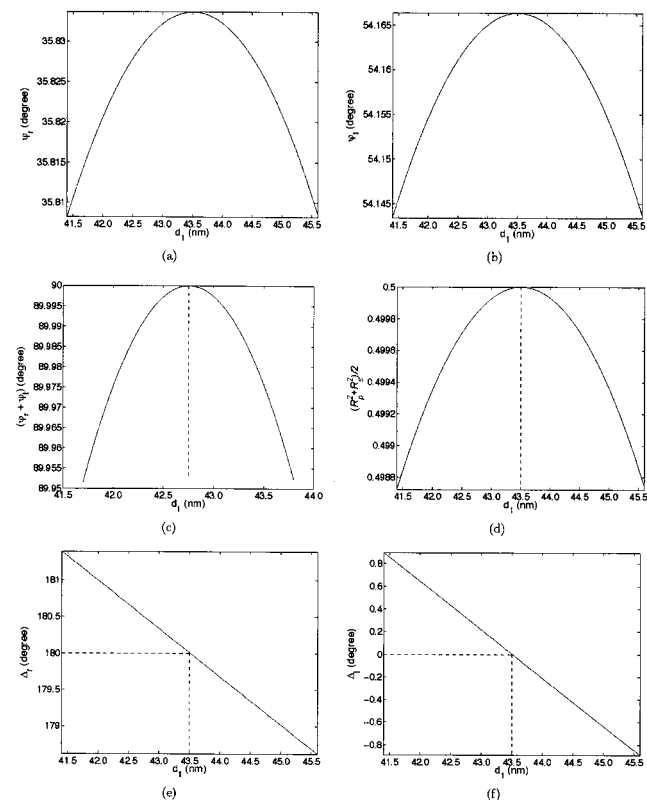 35.83
35.825
35.82
35.815
35.81
ψr (degree)
41.5 42.0 42.5 43.0 43.5 44.0 44.5 45.0 45.5
d1 (nm)
(a)
54.165
54.16
54.155
54.15
54.145
ψt (degree)
41.5 42.0 42.5 43.0 43.5 44.0 44.5 45.0 45.5
d1 (nm)
(b)
90
89.995
89.99
89.985
89.98
89.975
89.97
89.965
89.96
89.955
89.95
(ψr + ψt) (degree)
41.5 42.0 42.5 43.0 43.5 44.0
d1 (nm)
(c)
0.5
0.4998
0.4996
0.4994
0.4992
0.499
0.4988
(Rp²+Rs²)/2
41.5 42.0 42.5 43.0 43.5 44.0 44.5 45.0 45.5
d1 (nm)
(d)
181
180.5
180
179.5
179
Δr (degree)
41.5 42.0 42.5 43.0 43.5 44.0 44.5 45.0 45.5
d1 (nm)
(e)
0.8
0.6
0.4
0.2
0
−0.2
−0.4
−0.6
−0.8
Δt (degree)
41.5 42.0 42.5 43.0 43.5 44.0 44.5 45.0 45.5
d1 (nm)
(f)